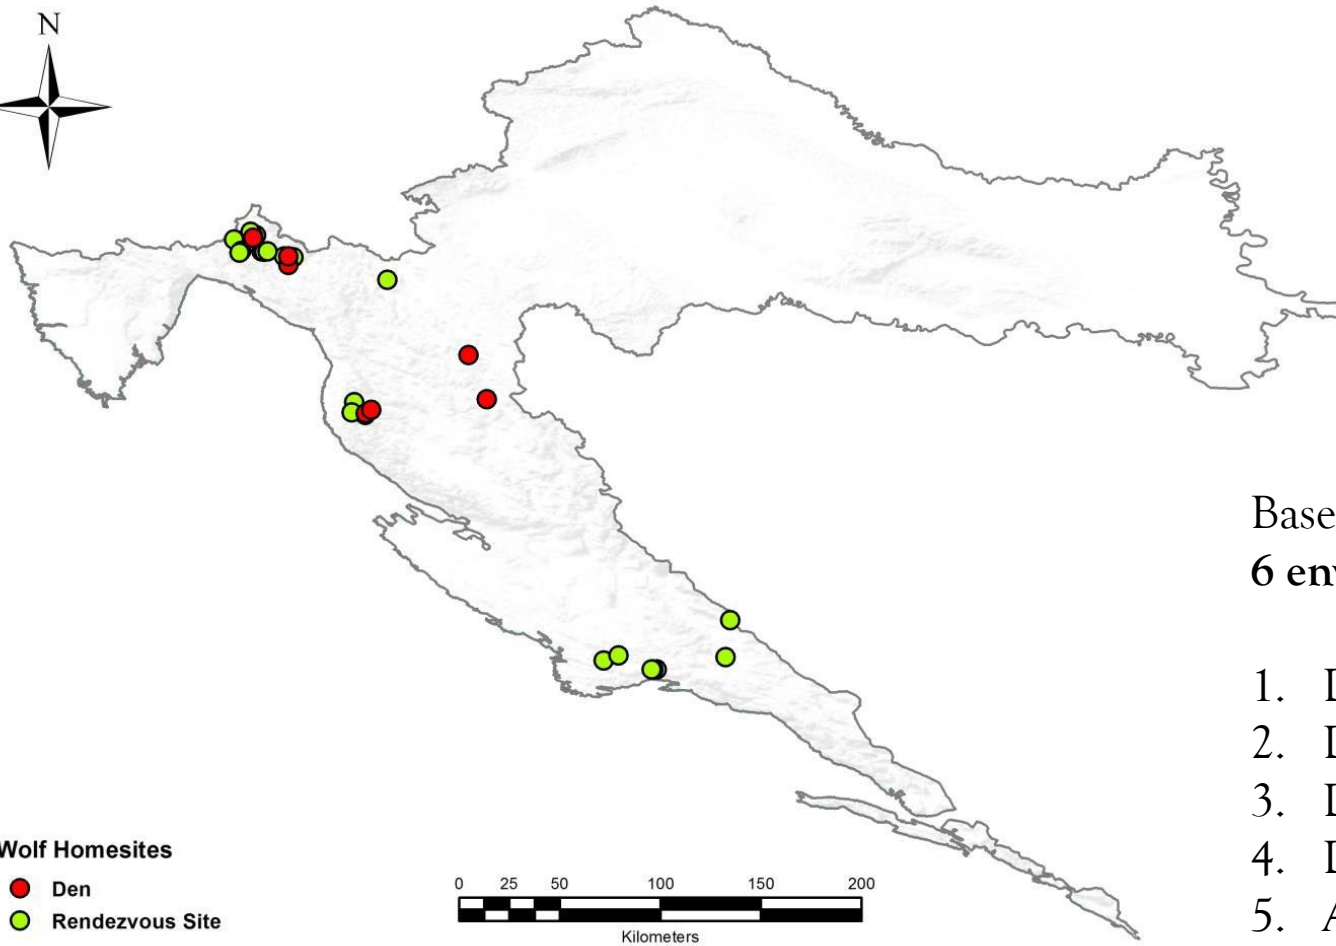 N
Wolf Homesites
Den
Rendezvous Site
0 25 50 100 150 200
Kilometers
Base
6 env
1.
2.
3.
4.
5. A